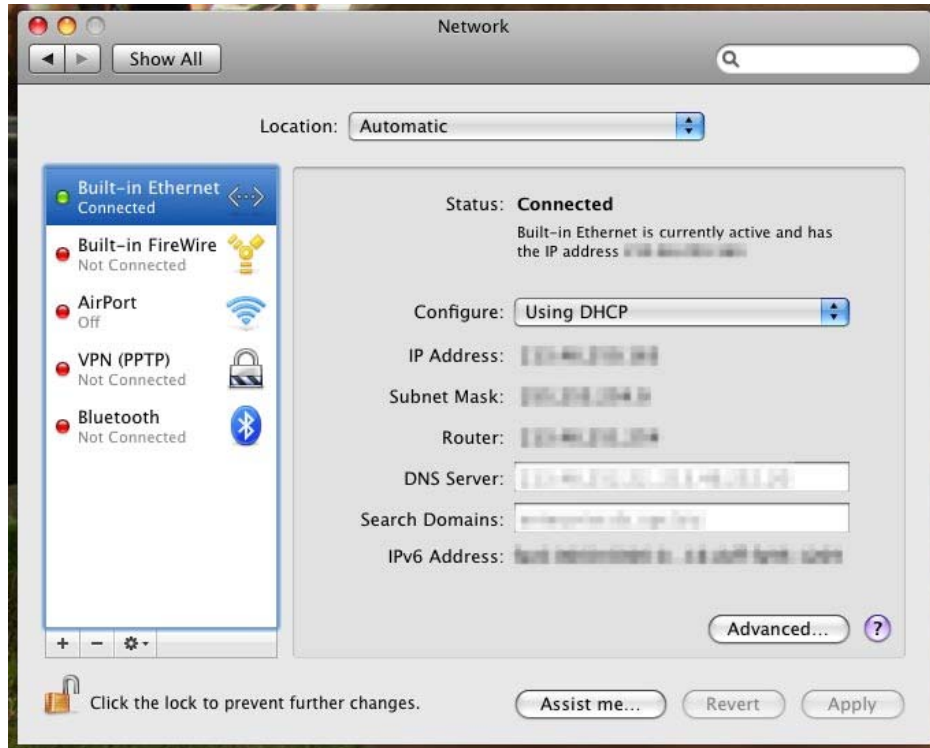 Network
Show All
Location: Automatic
Built-in Ethernet
Connected
Built-in FireWire
Not Connected
AirPort
Off
VPN (PPTP)
Not Connected
Bluetooth
Not Connected
Status: Connected
Built-in Ethernet is currently active and has
the IP address
Configure: Using DHCP
IP Address:
Subnet Mask:
Router:
DNS Server:
Search Domains:
IPv6 Address:
Advanced... ?
Click the lock to prevent further changes.
Assist me... Revert Apply